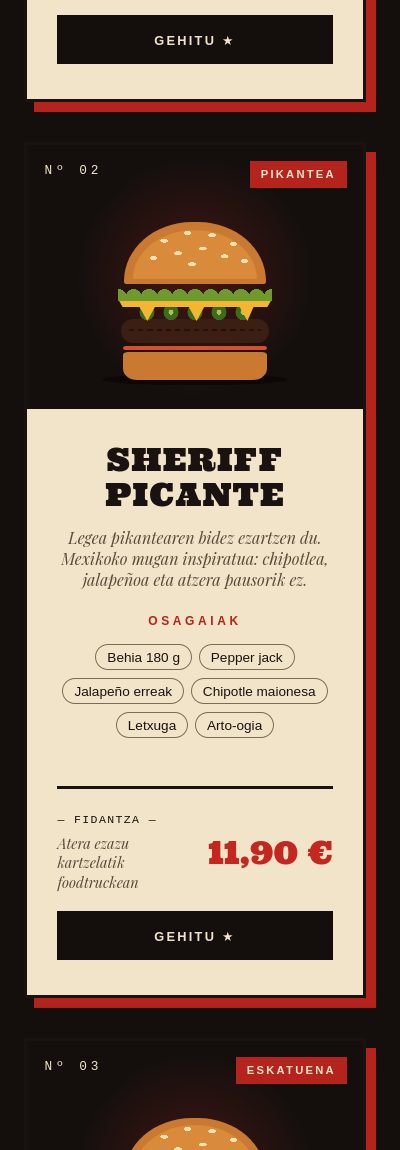 GEHITU ★
Nº 02
PIKANTEA
SHERIFF
PICANTE
Legea pikantearen bidez ezartzen du.
Mexikoko mugan inspiratua: chipotlea,
jalapeñoa eta atzera pausorik ez.
OSAGAIAK
Behia 180 g
Pepper jack
Jalapeño erreak
Chipotle maionesa
Letxuga
Arto-ogia
— FIDANTZA —
Atera ezazu
kartzelatik
foodtruckean
11,90 €
GEHITU ★
Nº 03
ESKATUENA